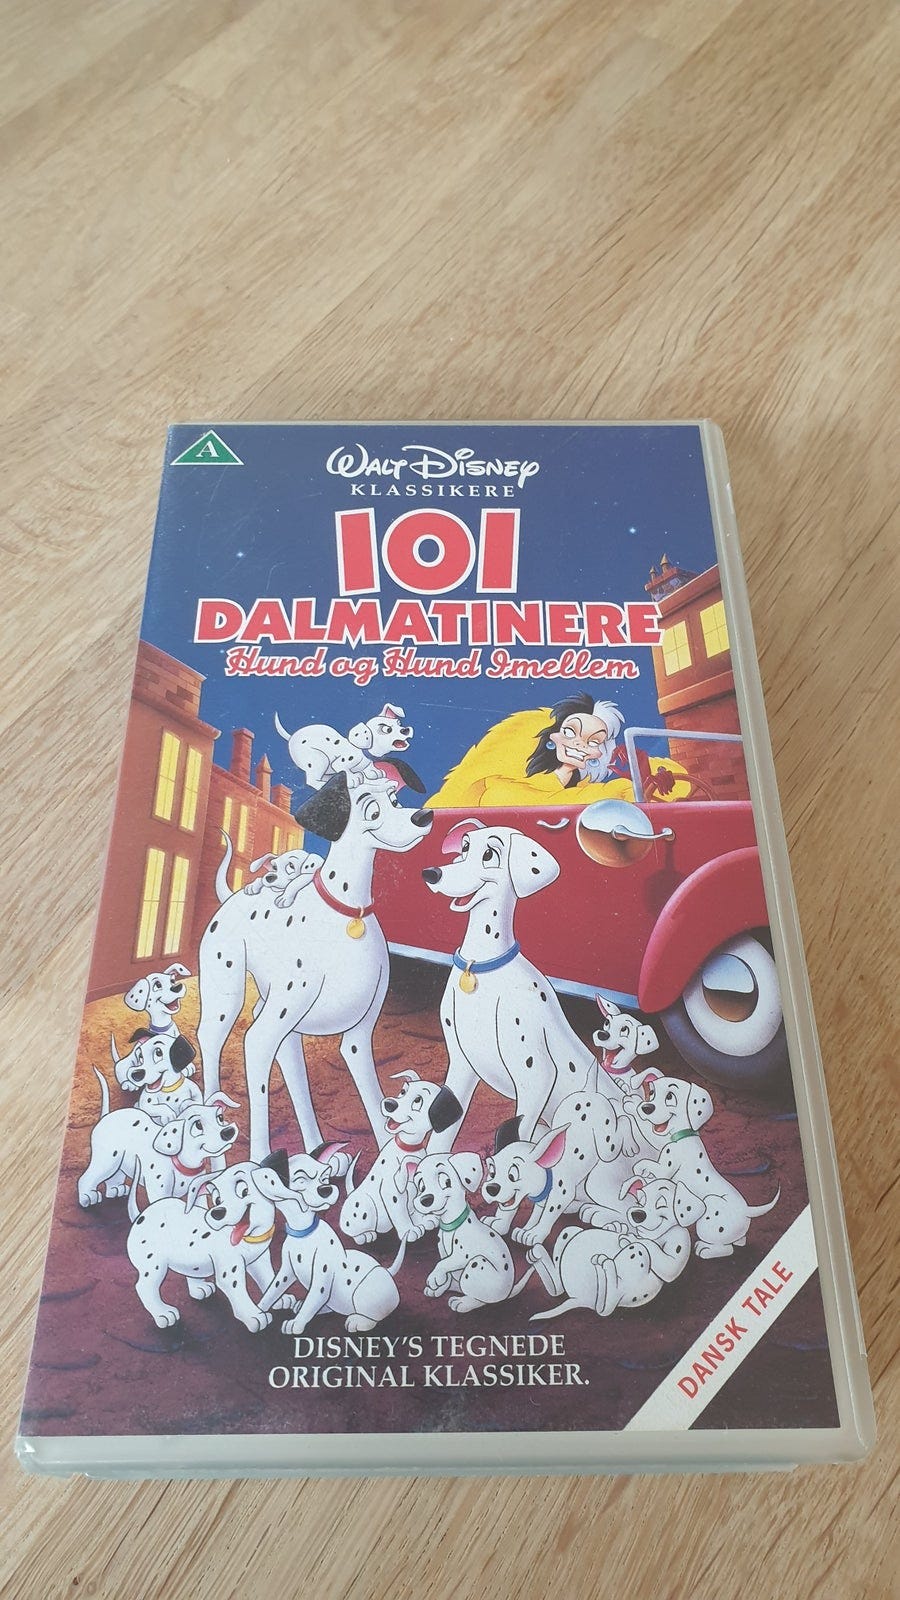 A
WALT DISNEY
KLASSIKERE
101
DALMATINERE
Hund og Hund Imellem
DISNEY'S TEGNEDE
ORIGINAL KLASSIKER.
DANSK TALE